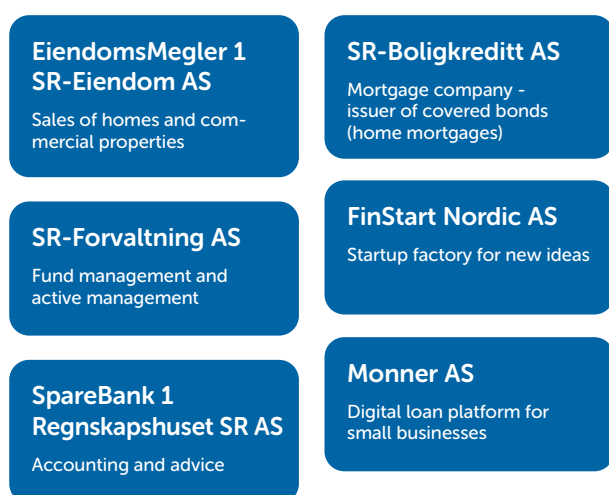 EiendomsMegler 1
SR-Eiendom AS
Sales of homes and com-
mercial properties
SR-Forvaltning AS
Fund management and
active management
SpareBank 1
Regnskapshuset SR AS
Accounting and advice
SR-Boligkreditt AS
Mortgage company -
issuer of covered bonds
(home mortgages)
FinStart Nordic AS
Startup factory for new ideas
Monner AS
Digital loan platform for
small businesses